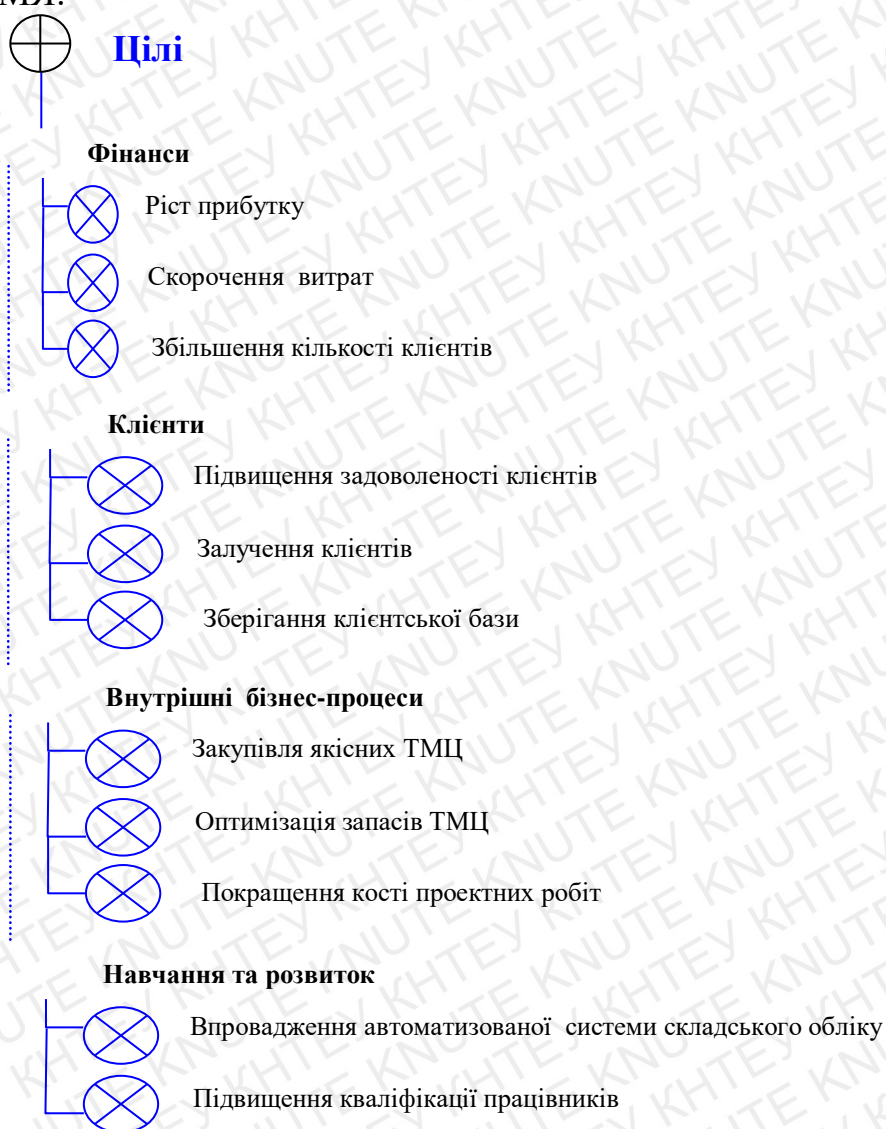 Цілі
Фінанси
Ріст прибутку
Скорочення витрат
Збільшення кількості клієнтів
Клієнти
Підвищення задоволеності клієнтів
Залучення клієнтів
Зберігання клієнтської бази
Внутрішні бізнес-процеси
Закупівля якісних ТМЦ
Оптимізація запасів ТМЦ
Покращення кості проектних робіт
Навчання та розвиток
Впровадження автоматизованої системи складського обліку
Підвищення кваліфікації працівників